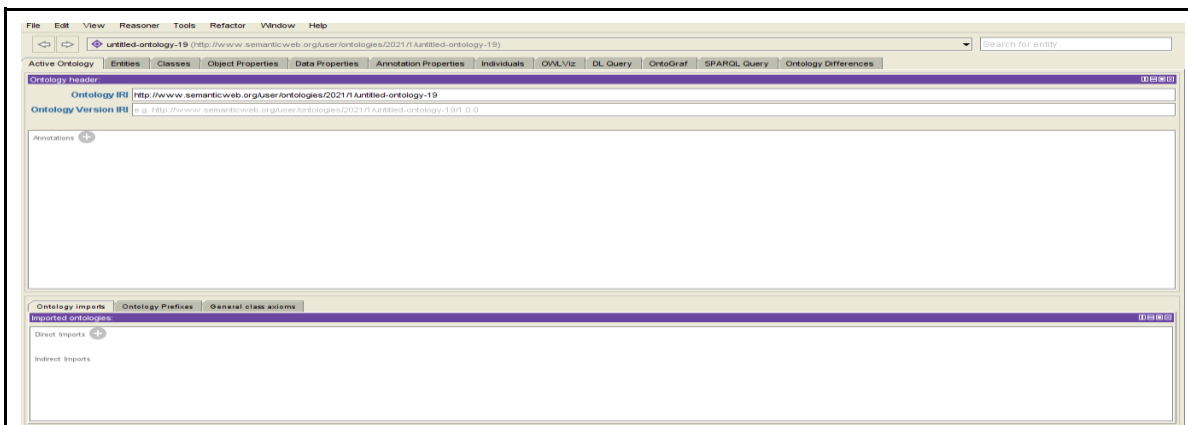 File Edit View Reasoner Tools Refactor Window Help
untitled-ontology-19 (http://www.semanticweb.org/user/ontologies/2021/1/untitled-ontology-19) Search for entity
Active Ontology Entities Classes Object Properties Data Properties Annotation Properties Individuals OWLViz DL Query OntoGraf SPARQL Query Ontology Differences
Ontology header:
Ontology IRI http://www.semanticweb.org/user/ontologies/2021/1/untitled-ontology-19
Ontology Version IRI e.g. http://www.semanticweb.org/user/ontologies/2021/1/untitled-ontology-19/1.0.0
Annotations
Ontology imports Ontology Prefixes General class axioms
Imported ontologies:
Direct Imports
Indirect Imports